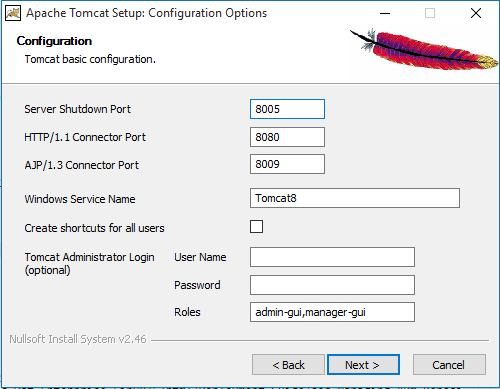 Apache Tomcat Setup: Configuration Options
Configuration
Tomcat basic configuration.
Server Shutdown Port 8005
HTTP/1.1 Connector Port 8080
AJP/1.3 Connector Port 8009
Windows Service Name Tomcat8
Create shortcuts for all users
Tomcat Administrator Login User Name
(optional)
Password
Roles admin-gui,manager-gui
Nullsoft Install System v2.46
< Back Next > Cancel